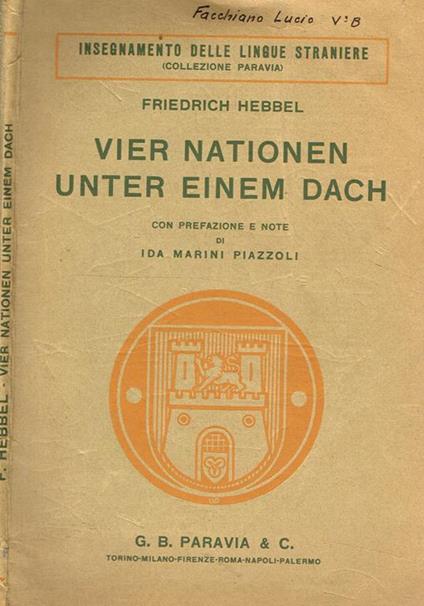 Facchiano Lucio Vª B
INSEGNAMENTO DELLE LINGUE STRANIERE
(COLLEZIONE PARAVIA)
FRIEDRICH HEBBEL
VIER NATIONEN
UNTER EINEM DACH
CON PREFAZIONE E NOTE
DI
IDA MARINI PIAZZOLI
G. B. PARAVIA & C.
TORINO-MILANO-FIRENZE-ROMA-NAPOLI-PALERMO
F. HEBBEL - VIER NATIONEN UNTER EINEM DACH